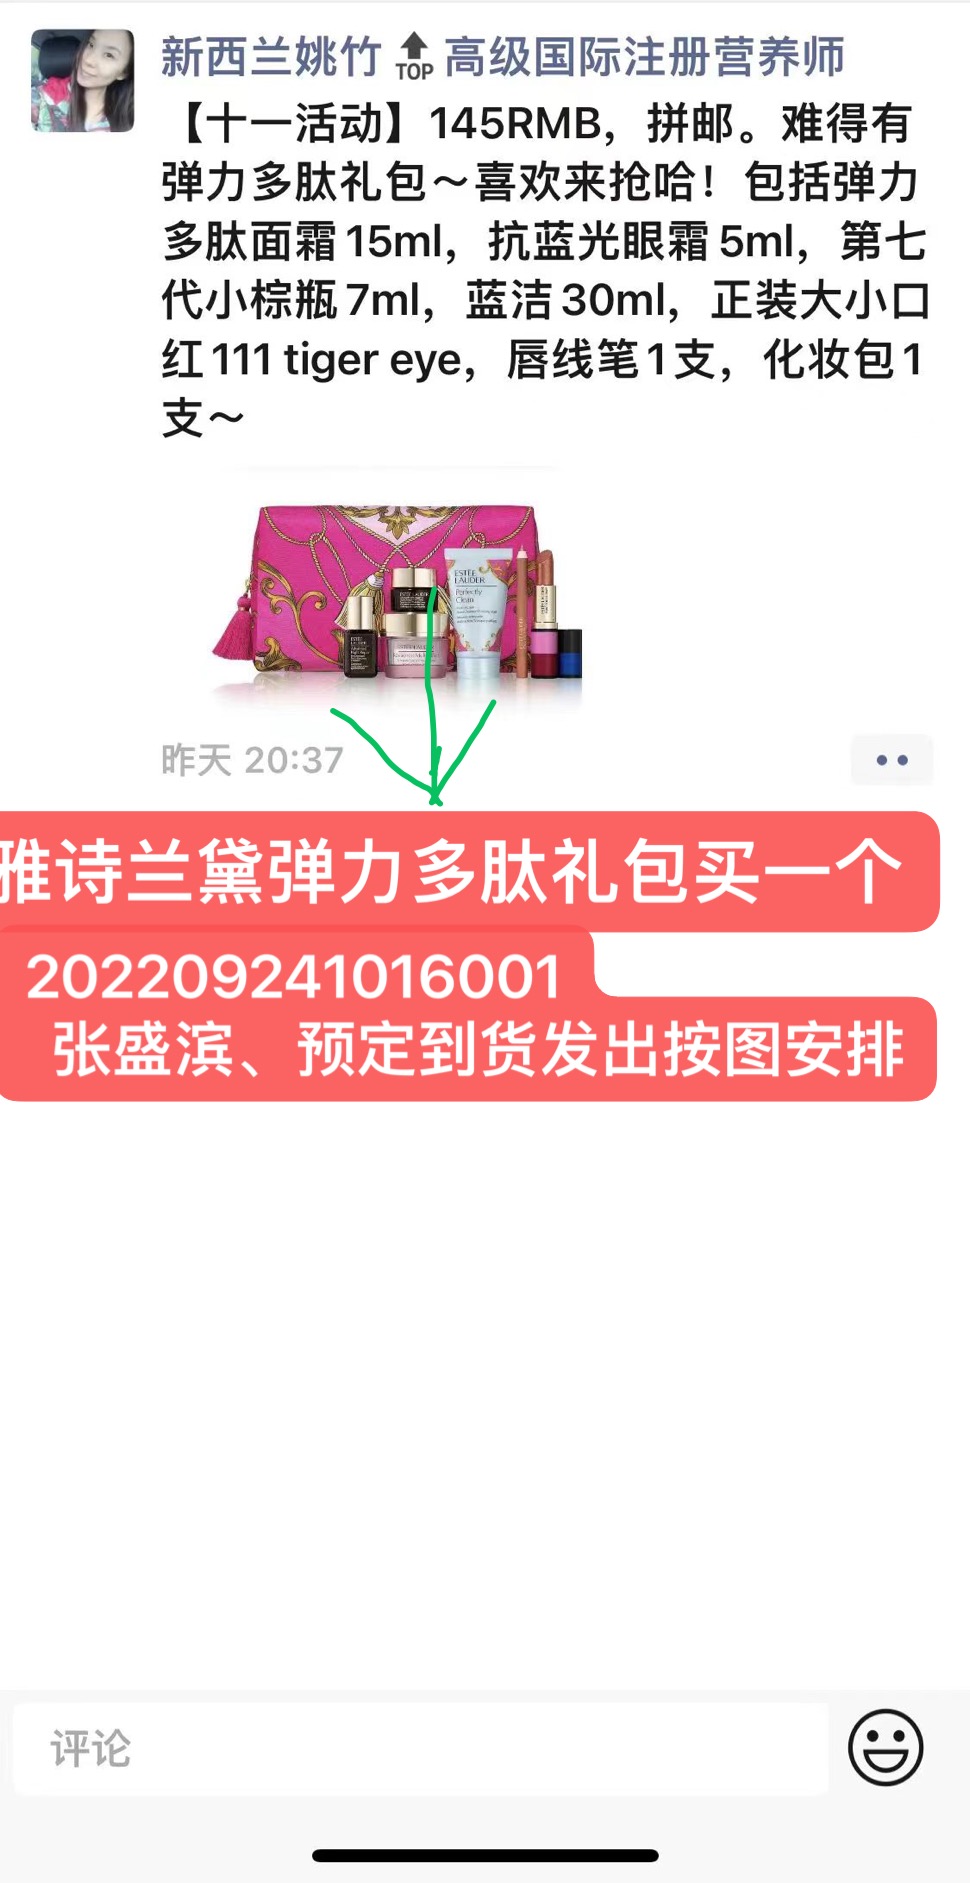 新西兰姚竹 TOP 高级国际注册营养师
【十一活动】145RMB，拼邮。难得有
弹力多肽礼包～喜欢来抢哈！包括弹力
多肽面霜15ml，抗蓝光眼霜5ml，第七
代小棕瓶7ml，蓝洁30ml，正装大小口
红111 tiger eye，唇线笔1支，化妆包1
支～
ESTĒE
LAUDER
Perfectly
Clean
昨天 20:37
雅诗兰黛弹力多肽礼包买一个
202209241016001
张盛滨、预定到货发出按图安排
评论